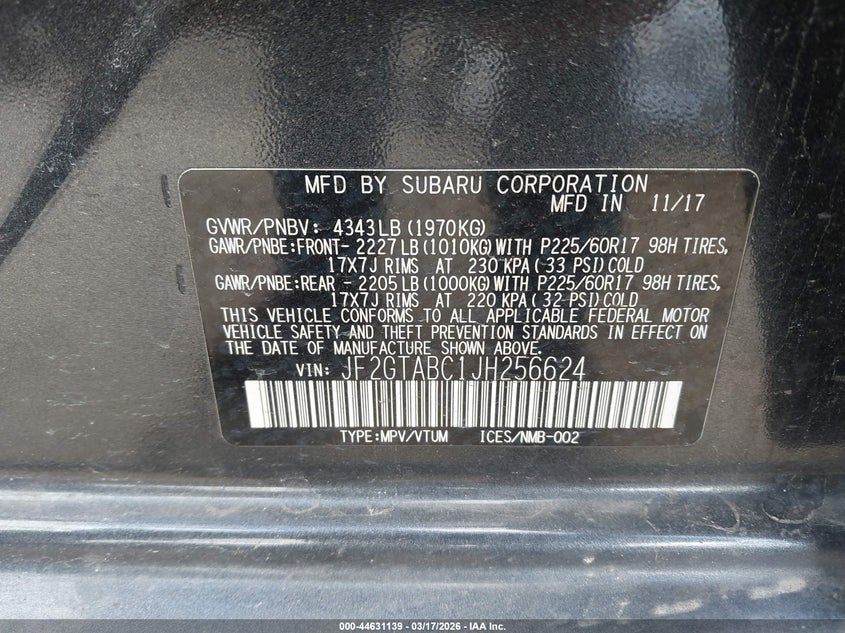 MFD BY SUBARU CORPORATION
MFD IN 11/17
GVWR/PNBV: 4343LB (1970KG)
GAWR/PNBE:FRONT- 2227LB (1010KG) WITH P225/60R17 98H TIRES,
17X7J RIMS AT 230 KPA (33 PSI) COLD
GAWR/PNBE:REAR - 2205LB (1000KG) WITH P225/60R17 98H TIRES,
17X7J RIMS AT 220 KPA (32 PSI) COLD
THIS VEHICLE CONFORMS TO ALL APPLICABLE FEDERAL MOTOR
VEHICLE SAFETY AND THEFT PREVENTION STANDARDS IN EFFECT ON
THE DATE OF MANUFACTURE SHOWN ABOVE.
VIN: JF2GTABC1JH256624
TYPE:MPV/VTUM ICES/NMB-002
000-44631139 | 03/17/2026 | IAA Inc.